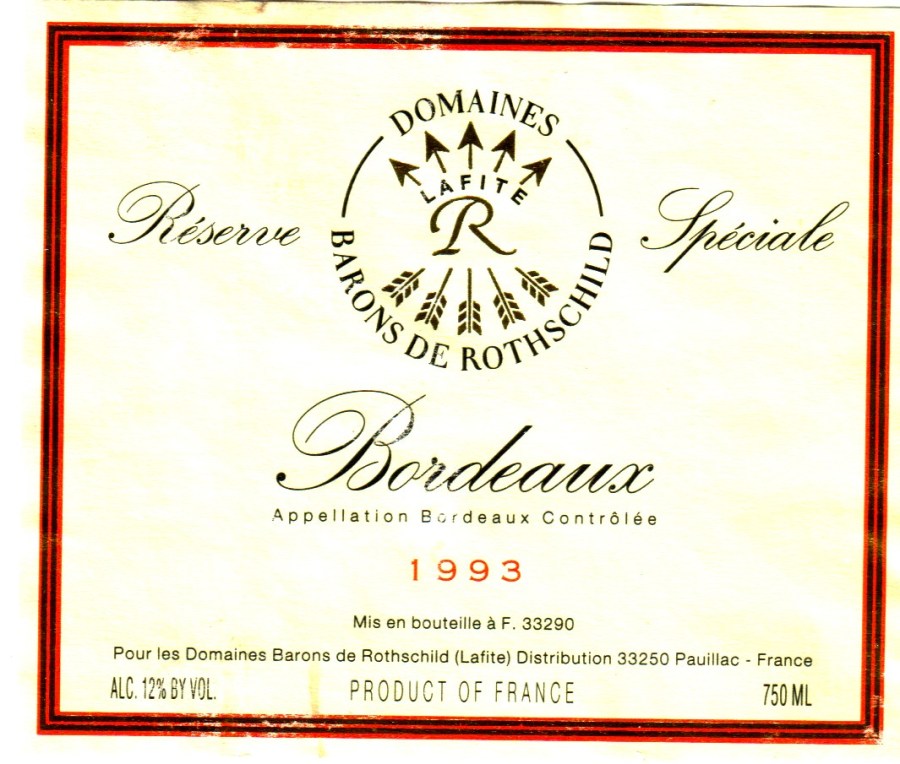 DOMAINES
LAFITE
R
BARONS DE ROTHSCHILD
Réserve Spéciale
Bordeaux
Appellation Bordeaux Contrôlée
1993
Mis en bouteille à F. 33290
Pour les Domaines Barons de Rothschild (Lafite) Distribution 33250 Pauillac - France
ALC. 12% BY VOL. PRODUCT OF FRANCE 750 ML